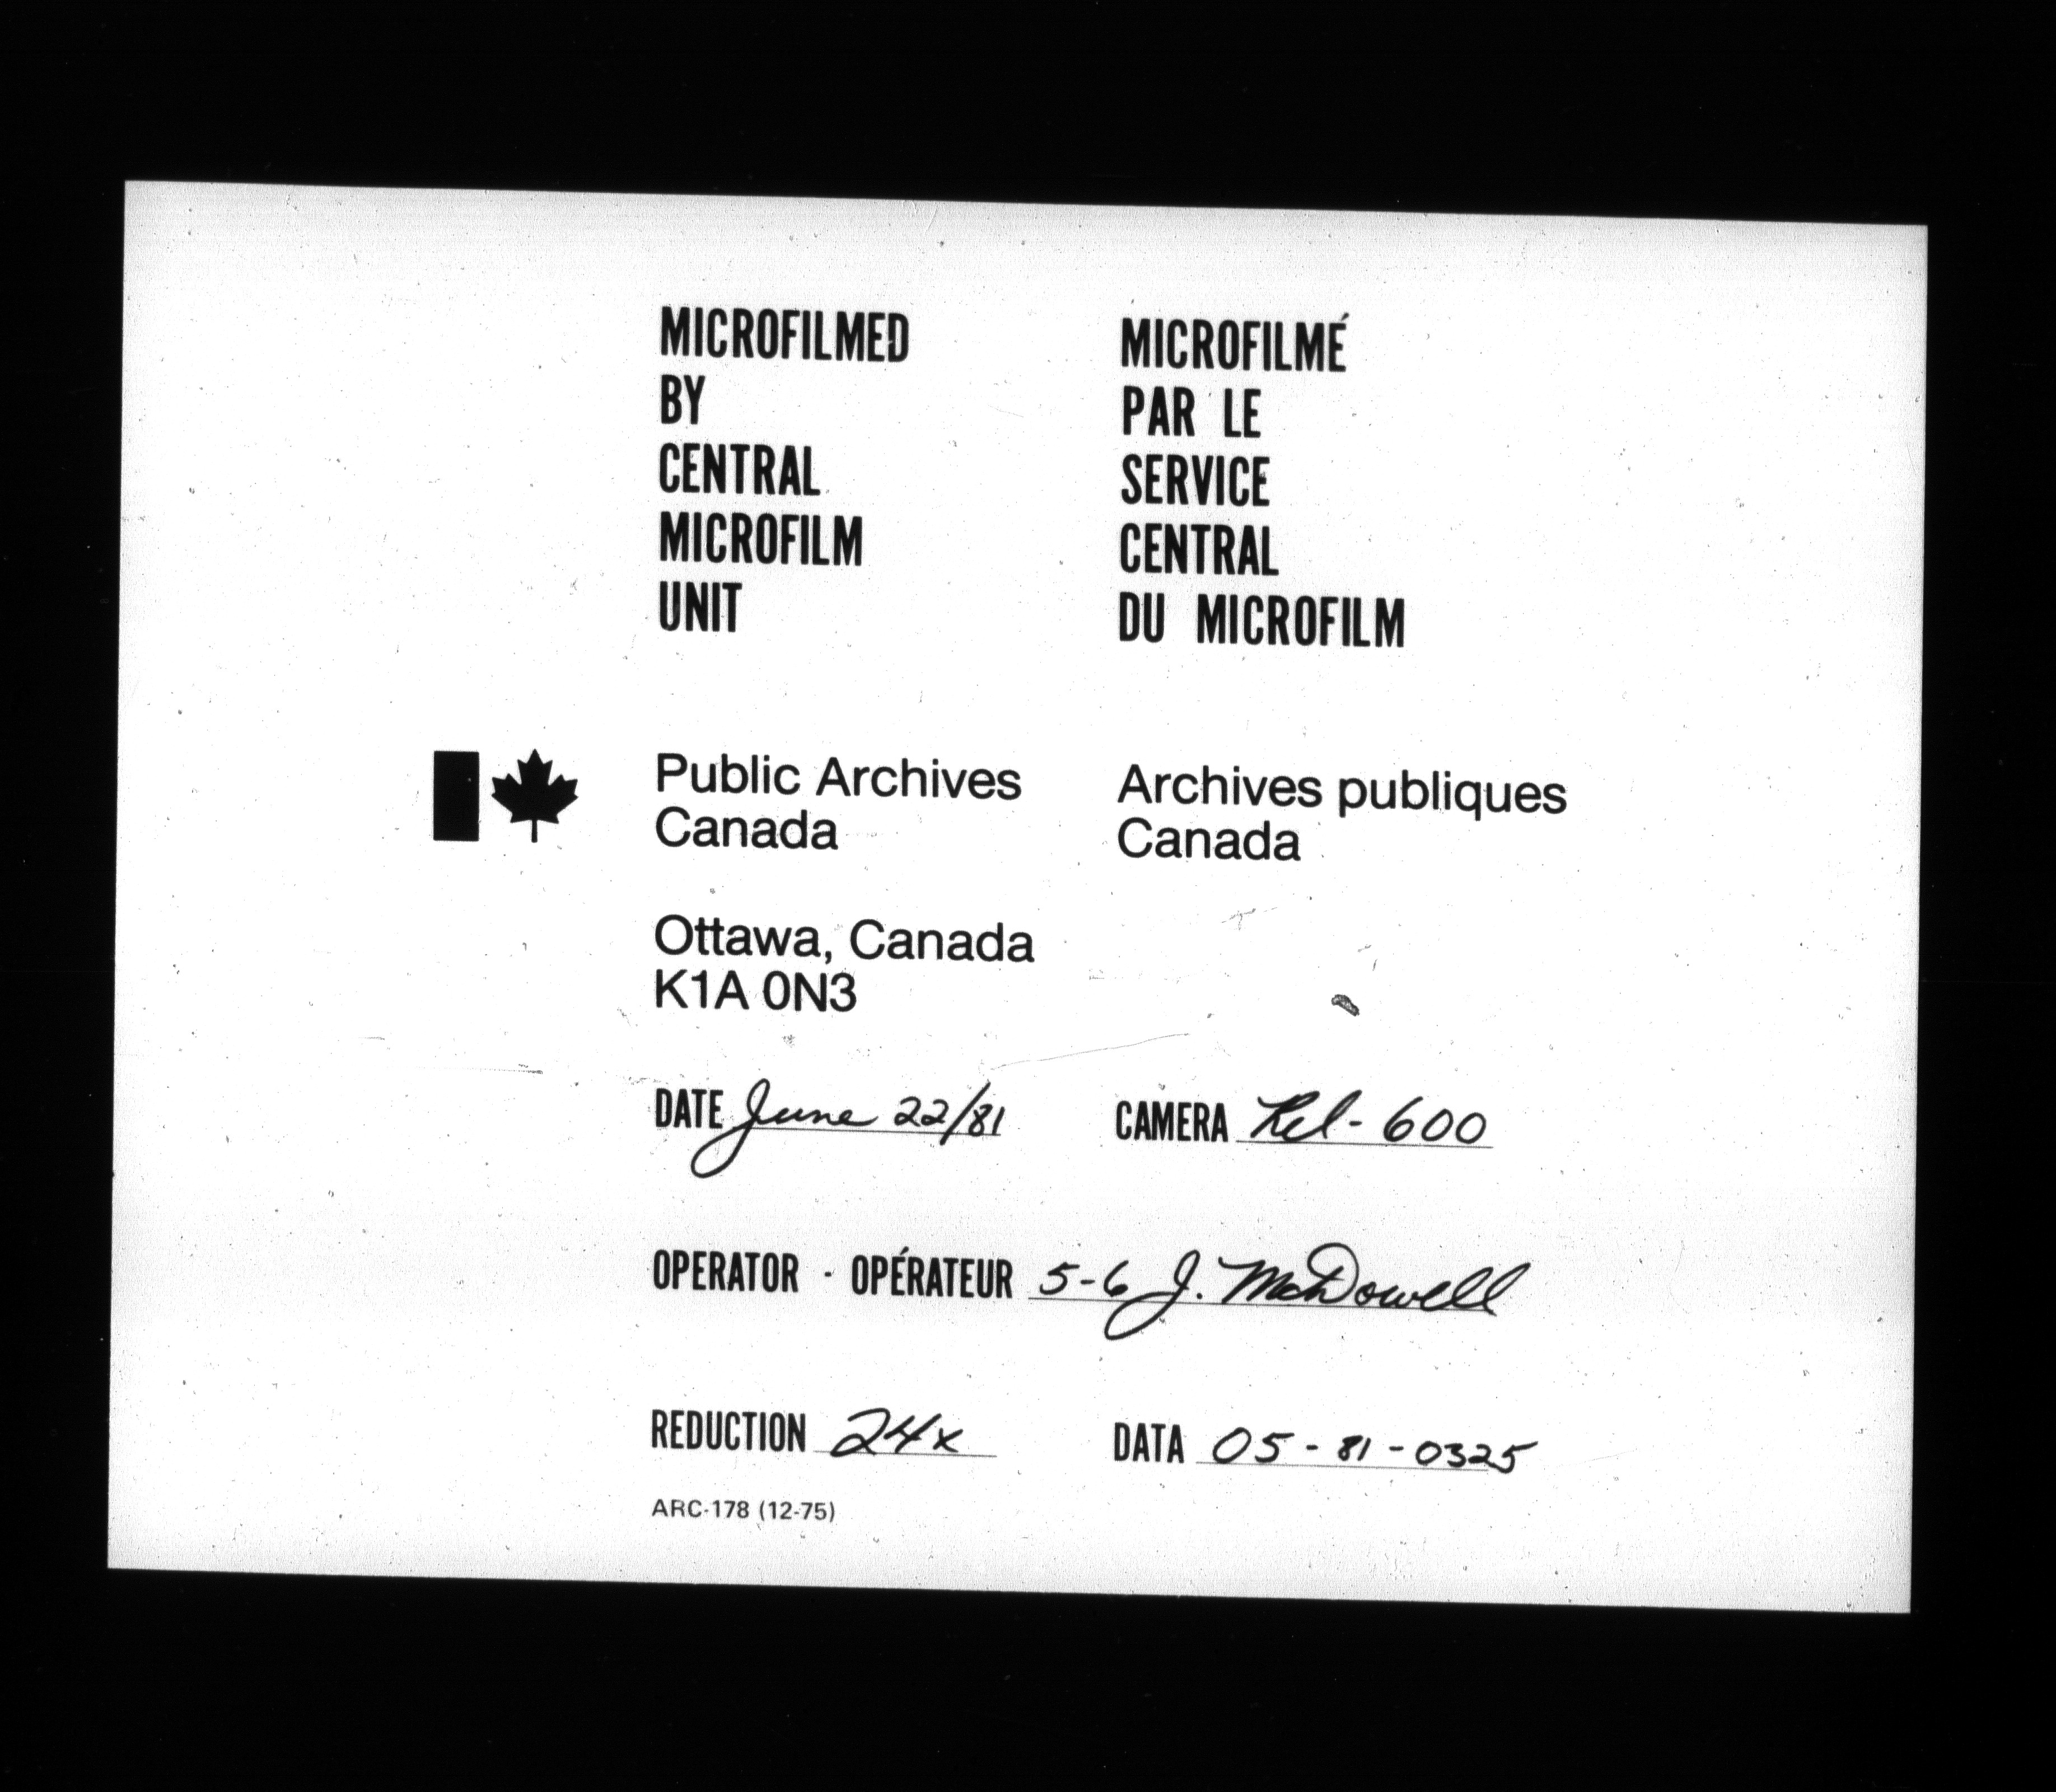 MICROFILMED
BY
CENTRAL
MICROFILM
UNIT
MICROFILMÉ
PAR LE
SERVICE
CENTRAL
DU MICROFILM
Public Archives
Canada
Archives publiques
Canada
Ottawa, Canada
K1A 0N3
DATE June 22/81
CAMERA Rel-600
OPERATOR - OPÉRATEUR 5-6 J. McDowell
REDUCTION 24x
DATA 05-81-0325
ARC-178 (12-75)